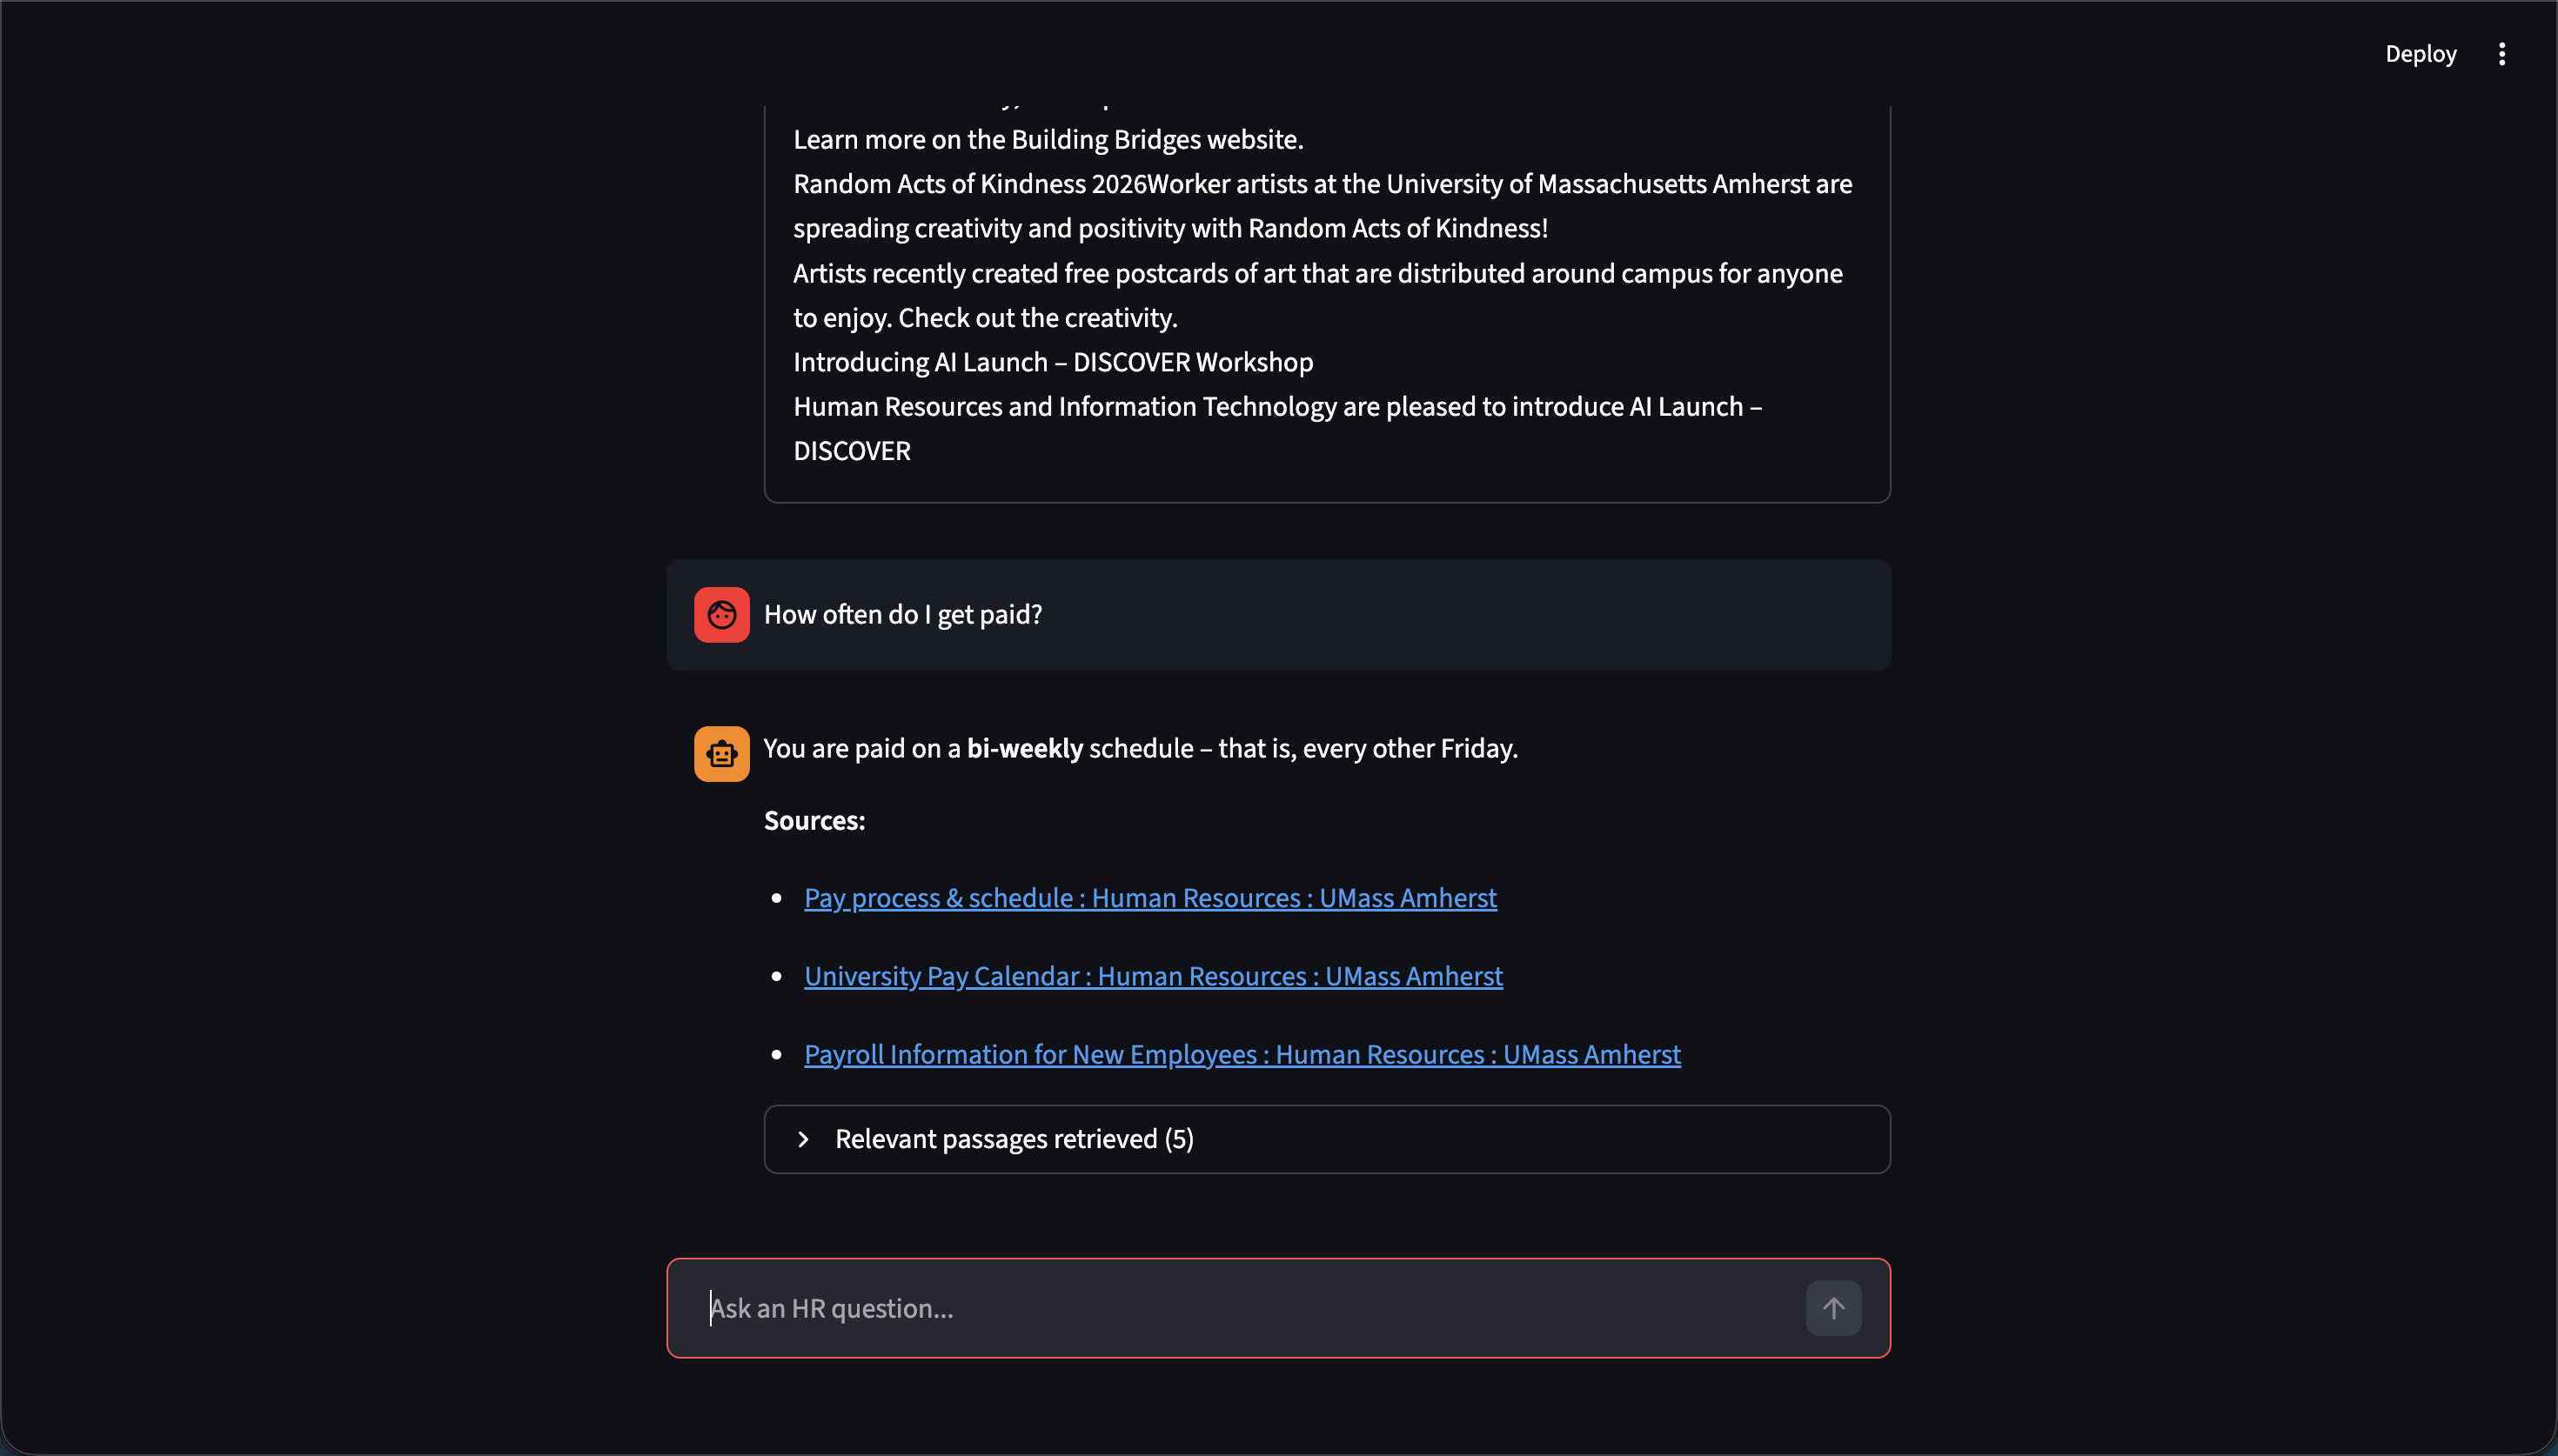 Deploy
Learn more on the Building Bridges website.
Random Acts of Kindness 2026Worker artists at the University of Massachusetts Amherst are
spreading creativity and positivity with Random Acts of Kindness!
Artists recently created free postcards of art that are distributed around campus for anyone
to enjoy. Check out the creativity.
Introducing AI Launch – DISCOVER Workshop
Human Resources and Information Technology are pleased to introduce AI Launch –
DISCOVER
How often do I get paid?
You are paid on a bi-weekly schedule – that is, every other Friday.
Sources:
Pay process & schedule : Human Resources : UMass Amherst
University Pay Calendar : Human Resources : UMass Amherst
Payroll Information for New Employees : Human Resources : UMass Amherst
Relevant passages retrieved (5)
Ask an HR question...